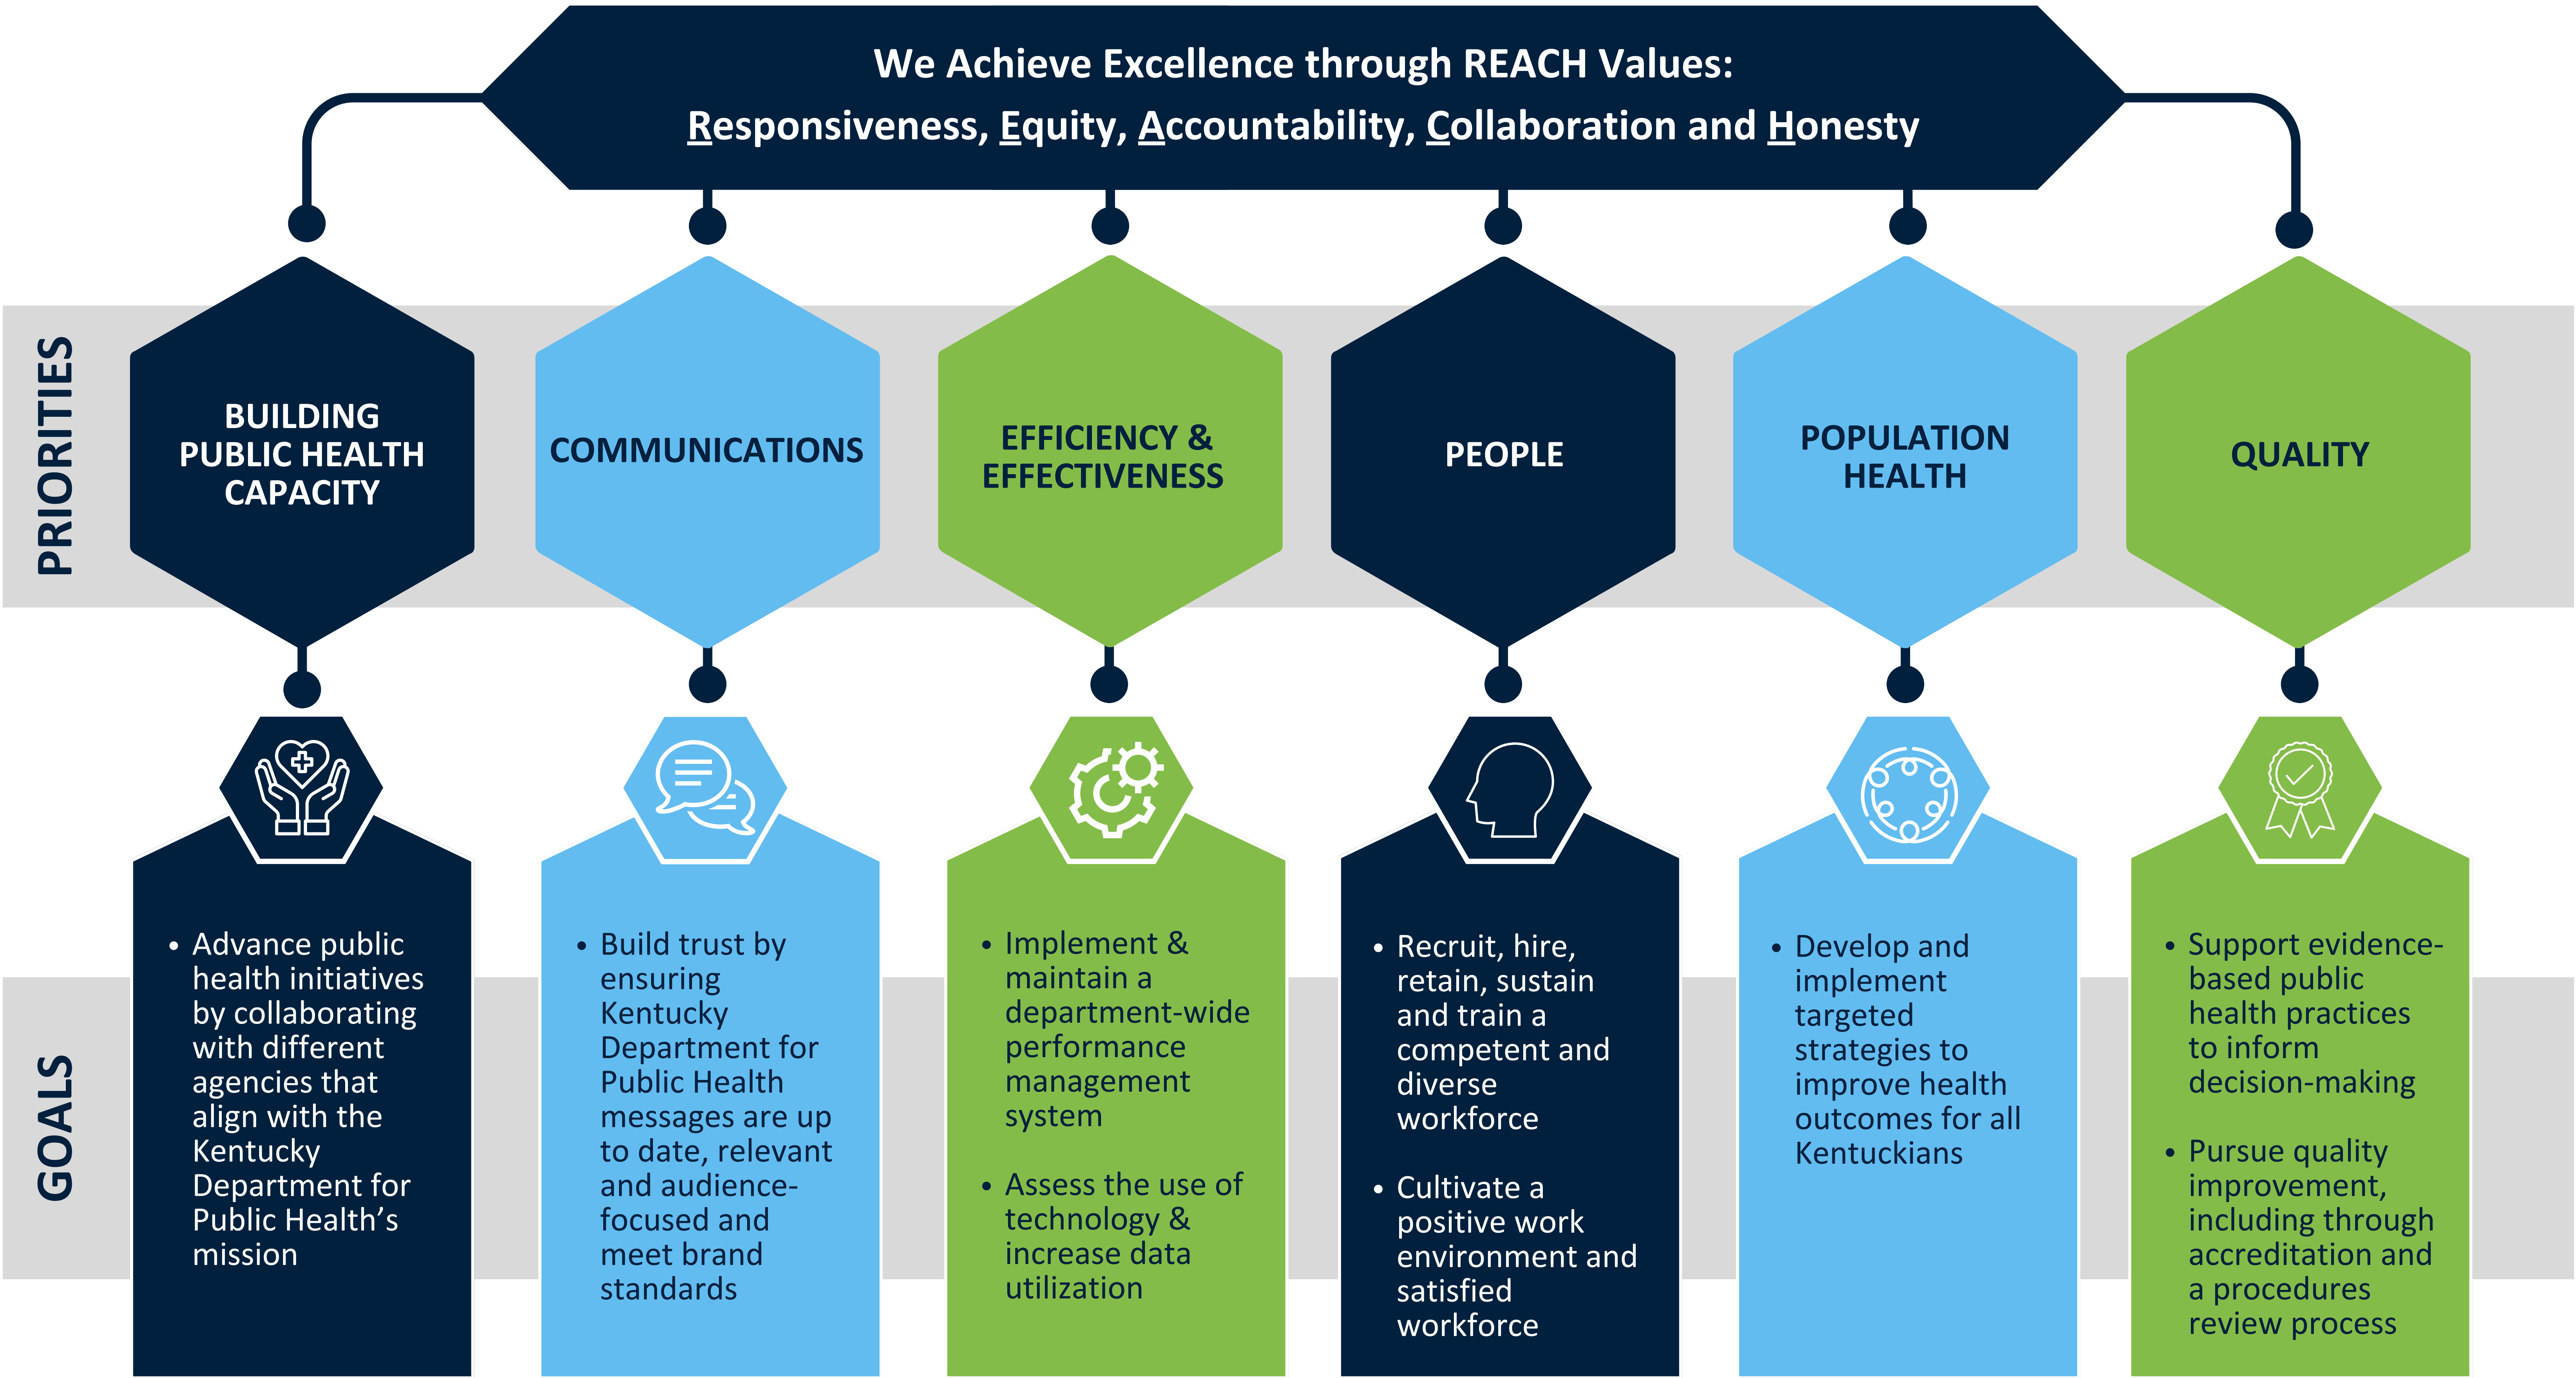 We Achieve Excellence through REACH Values:
Responsiveness, Equity, Accountability, Collaboration and Honesty
PRIORITIES
BUILDING
PUBLIC HEALTH
CAPACITY
COMMUNICATIONS
EFFICIENCY &
EFFECTIVENESS
PEOPLE
POPULATION
HEALTH
QUALITY
GOALS
• Advance public
health initiatives
by collaborating
with different
agencies that
align with the
Kentucky
Department for
Public Health’s
mission
• Build trust by
ensuring
Kentucky
Department for
Public Health
messages are up
to date, relevant
and audience-
focused and
meet brand
standards
• Implement &
maintain a
department-wide
performance
management
system
• Assess the use of
technology &
increase data
utilization
• Recruit, hire,
retain, sustain
and train a
competent and
diverse
workforce
• Cultivate a
positive work
environment and
satisfied
workforce
• Develop and
implement
targeted
strategies to
improve health
outcomes for all
Kentuckians
• Support evidence-
based public
health practices
to inform
decision-making
• Pursue quality
improvement,
including through
accreditation and
a procedures
review process